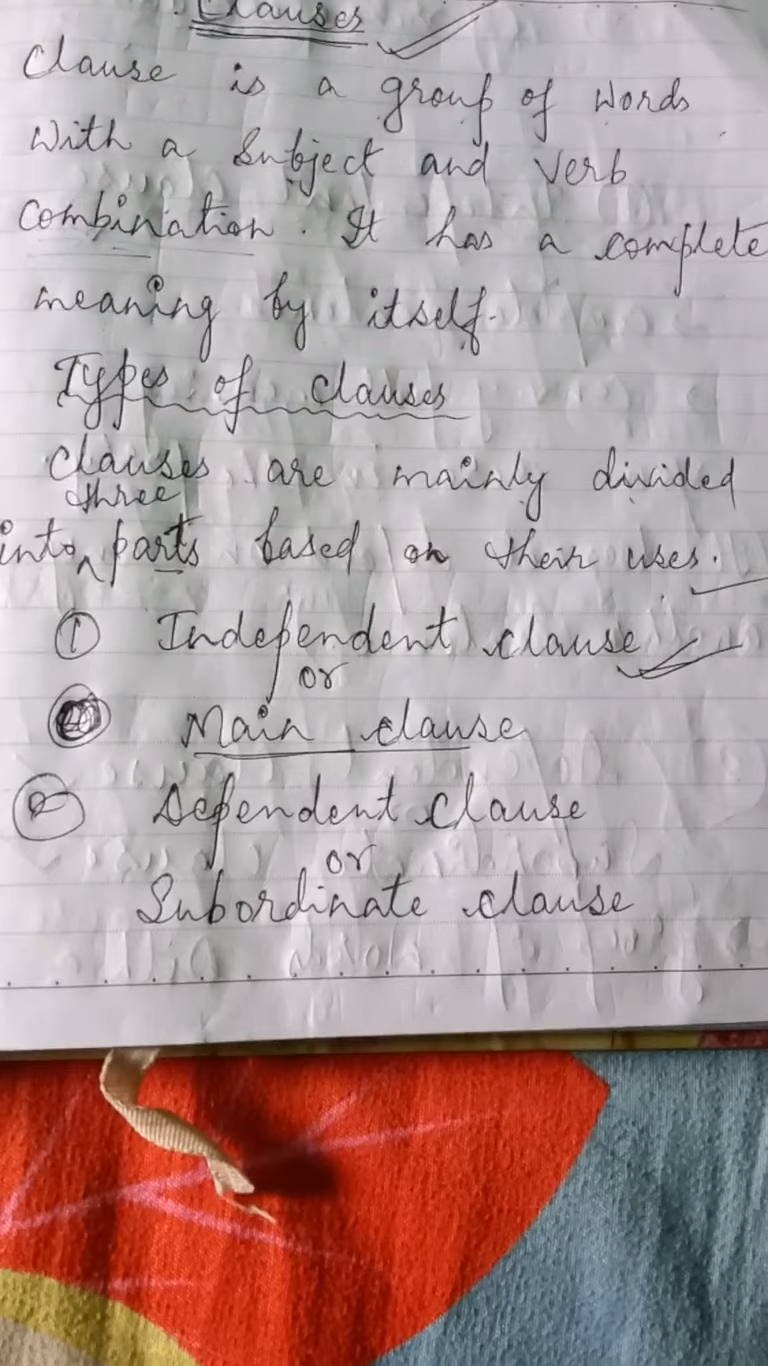 Clauses
Clause is a group of words
with a Subject and verb
combination. It has a complete
meaning by itself.
Types of clauses
Clauses are mainly divided
three
into ^ parts based on their uses.
① Independent clause
or
Main clause
② Dependent Clause
or
Subordinate clause